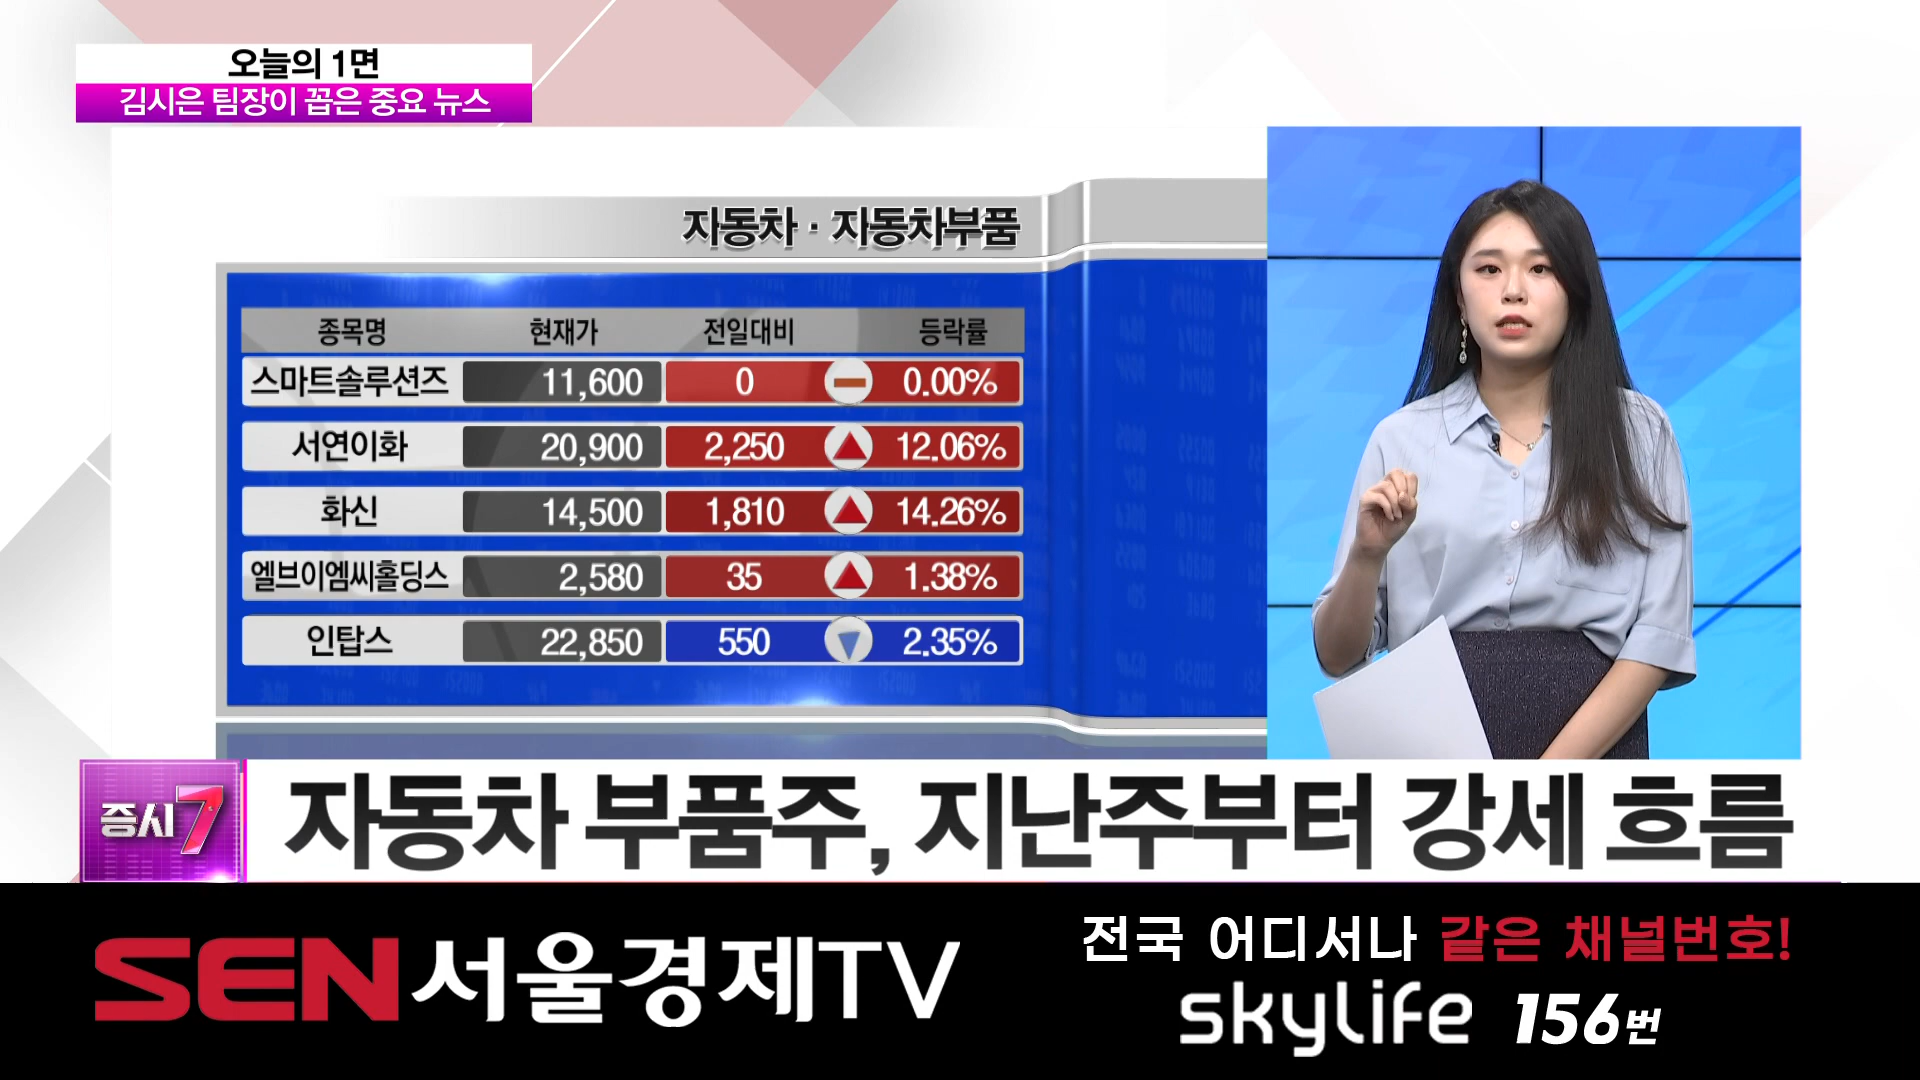 오늘의 1면
김시은 팀장이 꼽은 중요 뉴스
자동차 · 자동차부품
종목명 현재가 전일대비 등락률
스마트솔루션즈 11,600 0 0.00%
서연이화 20,900 2,250 12.06%
화신 14,500 1,810 14.26%
엘브이엠씨홀딩스 2,580 35 1.38%
인탑스 22,850 550 2.35%
증시7 자동차 부품주, 지난주부터 강세 흐름
SEN 서울경제TV
전국 어디서나 같은 채널번호!
skylife 156번